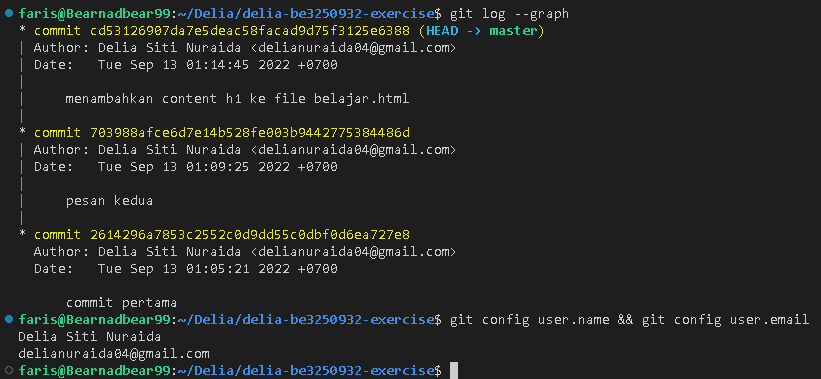 faris@Bearnadbear99:~/Delia/delia-be3250932-exercise$ git log --graph
* commit cd53126907da7e5deac58facad9d75f3125e6388 (HEAD -> master)
| Author: Delia Siti Nuraida <delianuraida04@gmail.com>
| Date:   Tue Sep 13 01:14:45 2022 +0700
|
|     menambahkan content h1 ke file belajar.html
|
* commit 703988afce6d7e14b528fe003b9442775384486d
| Author: Delia Siti Nuraida <delianuraida04@gmail.com>
| Date:   Tue Sep 13 01:09:25 2022 +0700
|
|     pesan kedua
|
* commit 2614296a7853c2552c0d9dd55c0dbf0d6ea727e8
  Author: Delia Siti Nuraida <delianuraida04@gmail.com>
  Date:   Tue Sep 13 01:05:21 2022 +0700

      commit pertama
faris@Bearnadbear99:~/Delia/delia-be3250932-exercise$ git config user.name && git config user.email
Delia Siti Nuraida
delianuraida04@gmail.com
faris@Bearnadbear99:~/Delia/delia-be3250932-exercise$